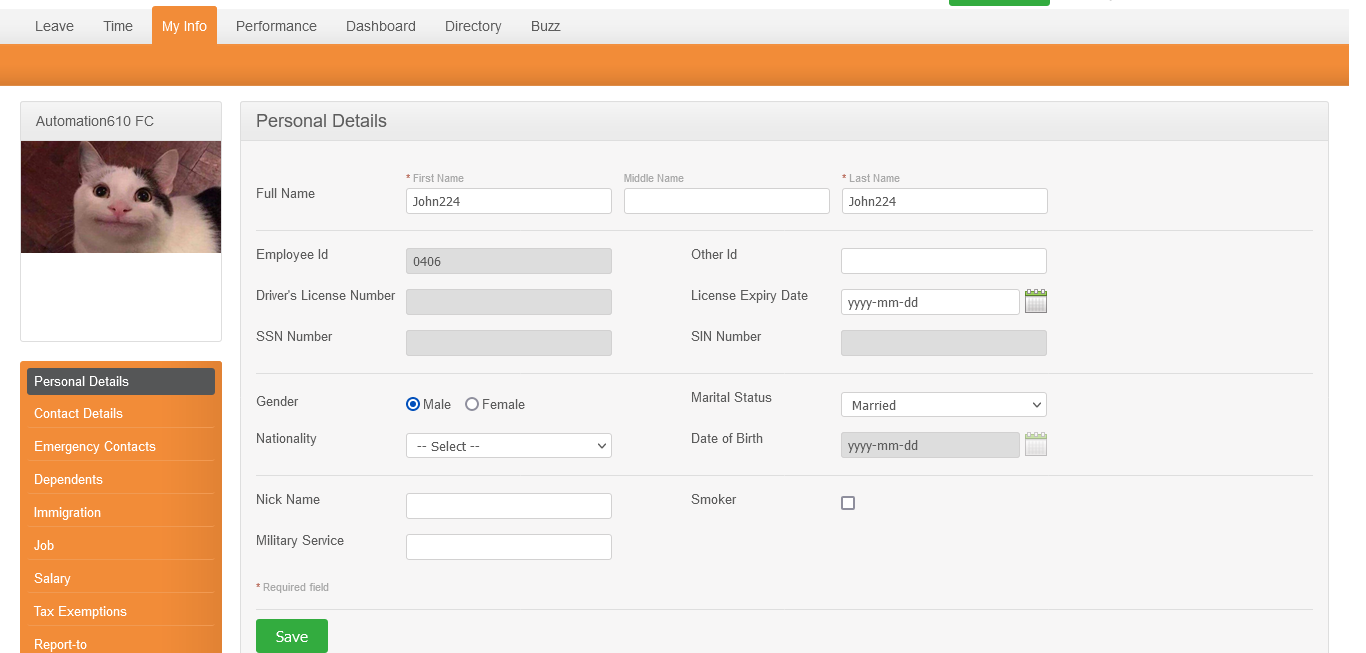 Leave Time My Info Performance Dashboard Directory Buzz
Automation610 FC
Personal Details
Contact Details
Emergency Contacts
Dependents
Immigration
Job
Salary
Tax Exemptions
Report-to
Personal Details
* First Name Middle Name * Last Name
Full Name John224 John224
Employee Id 0406 Other Id
Driver's License Number License Expiry Date yyyy-mm-dd
SSN Number SIN Number
Gender Male Female Marital Status Married
Nationality -- Select -- Date of Birth yyyy-mm-dd
Nick Name Smoker
Military Service
* Required field
Save